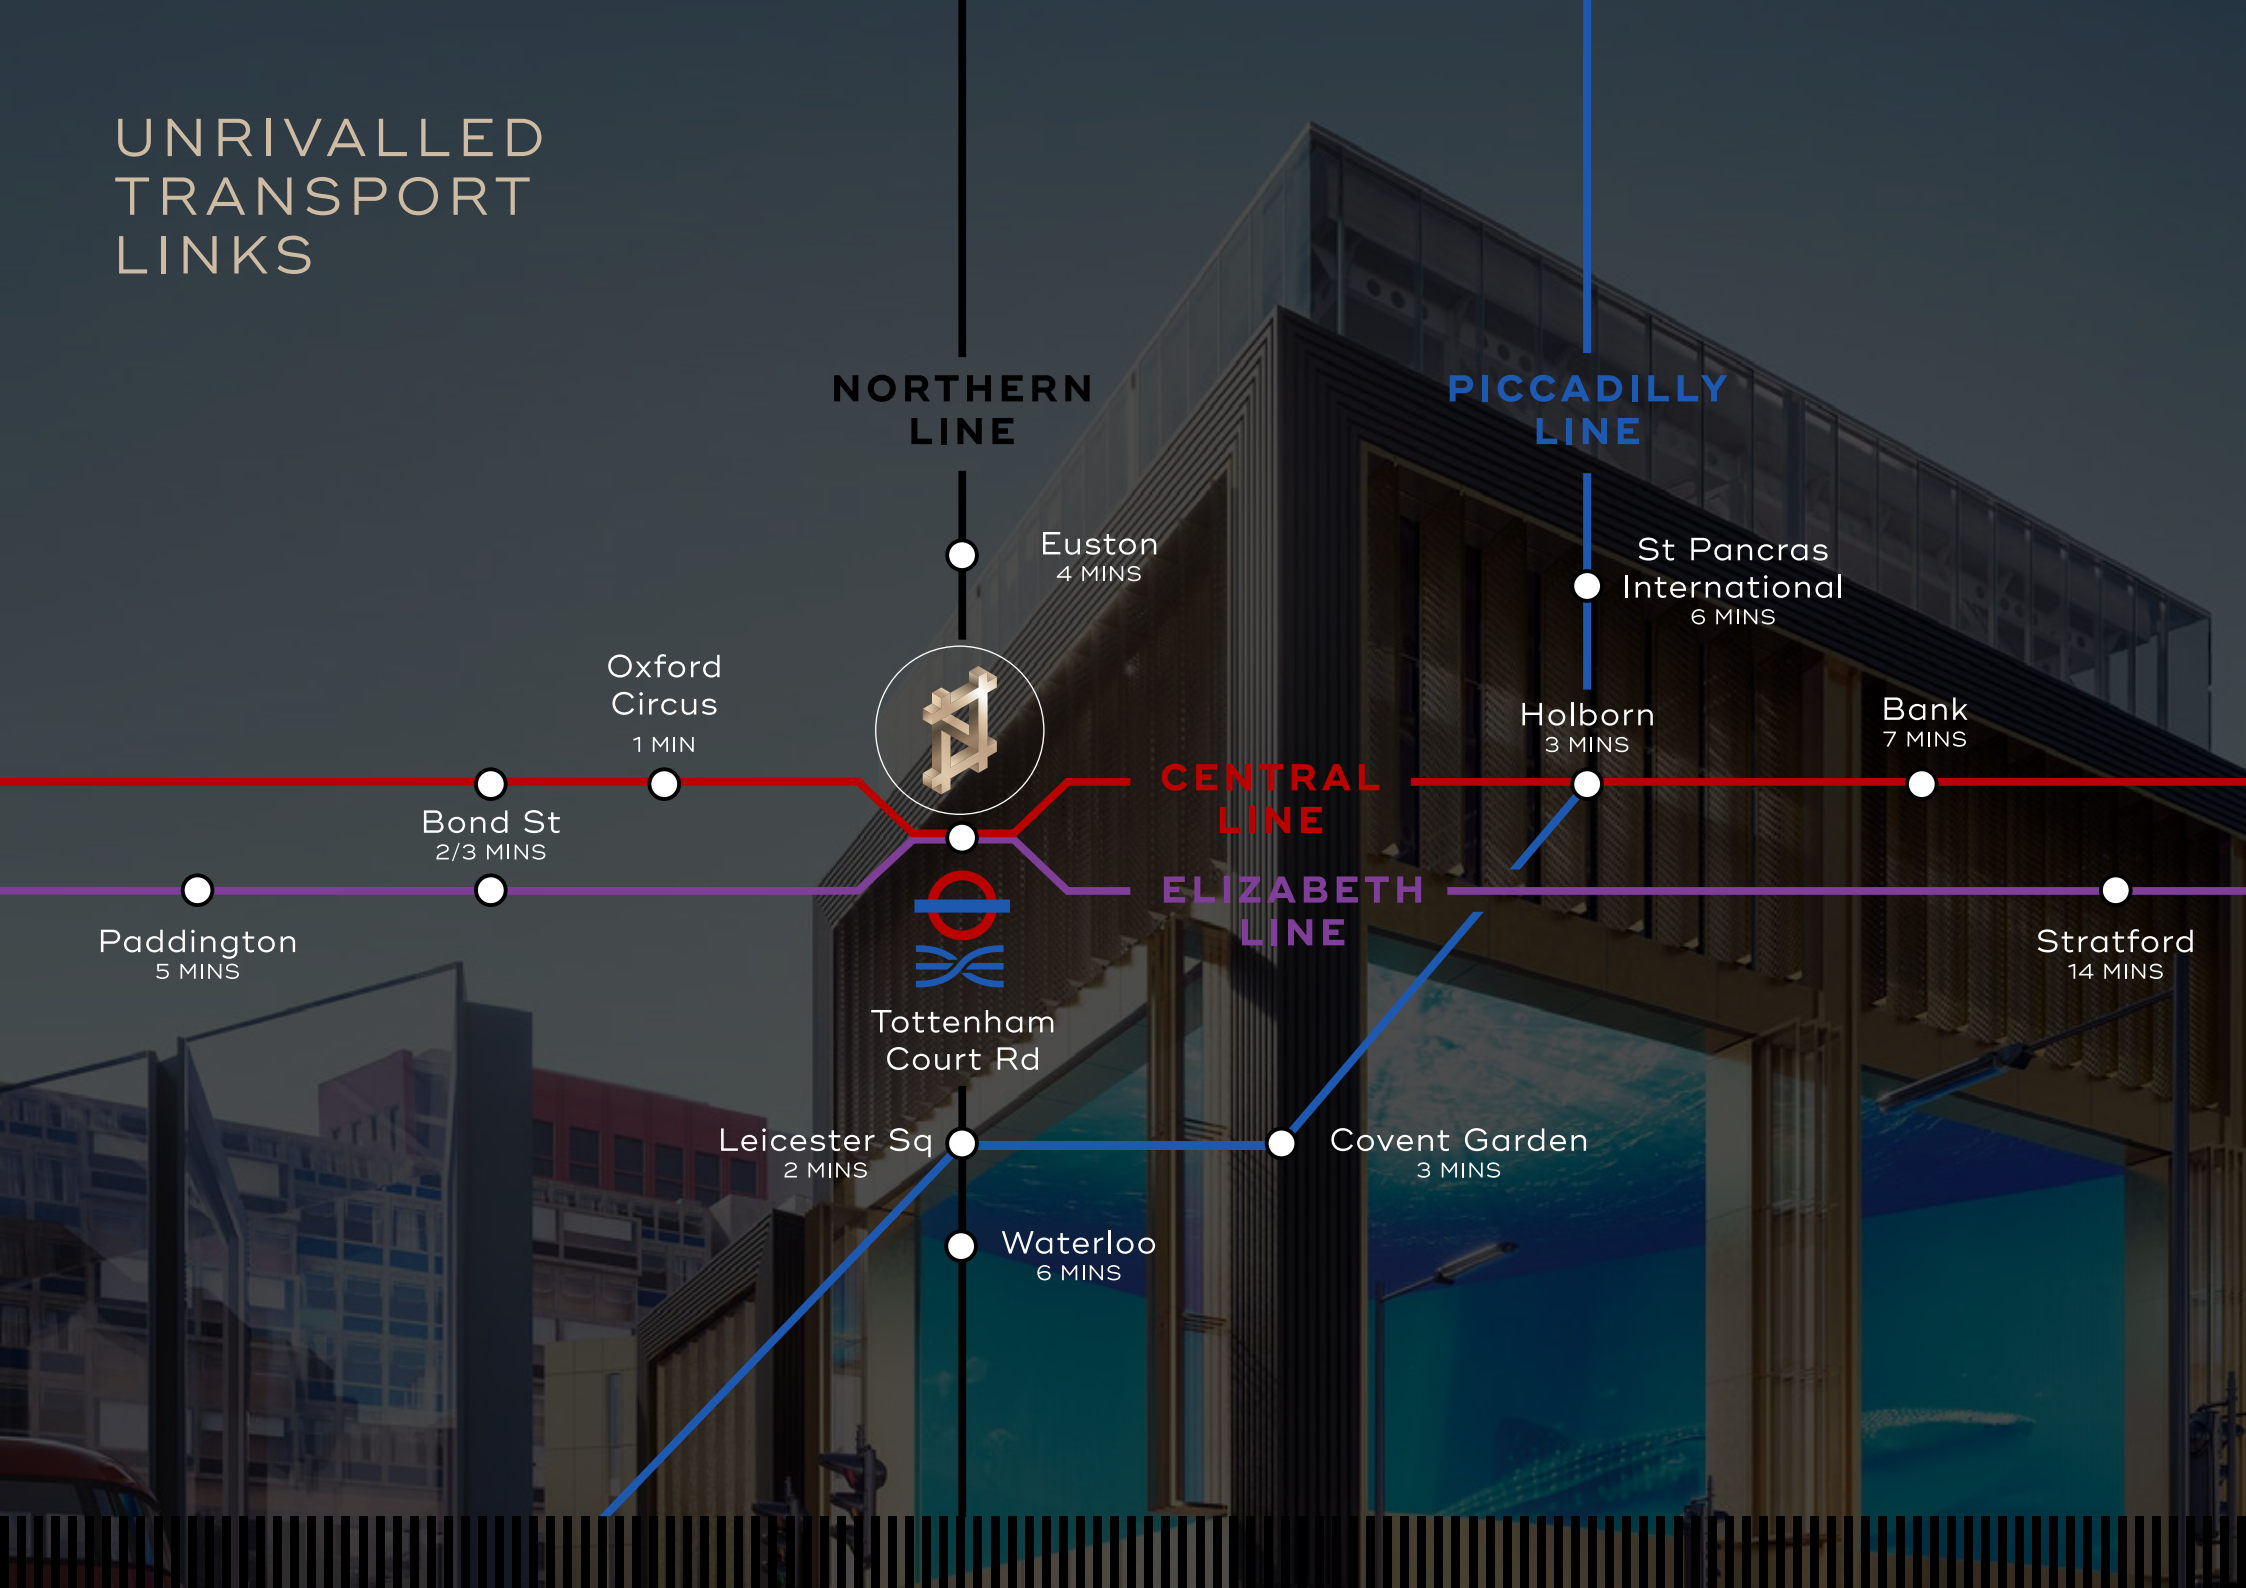 UNRIVALLED
TRANSPORT
LINKS
NORTHERN
LINE
PICCADILLY
LINE
Euston
4 MINS
St Pancras
International
6 MINS
Oxford
Circus
1 MIN
Holborn
3 MINS
Bank
7 MINS
CENTRAL
LINE
Bond St
2/3 MINS
ELIZABETH
LINE
Paddington
5 MINS
Stratford
14 MINS
Tottenham
Court Rd
Leicester Sq
2 MINS
Covent Garden
3 MINS
Waterloo
6 MINS